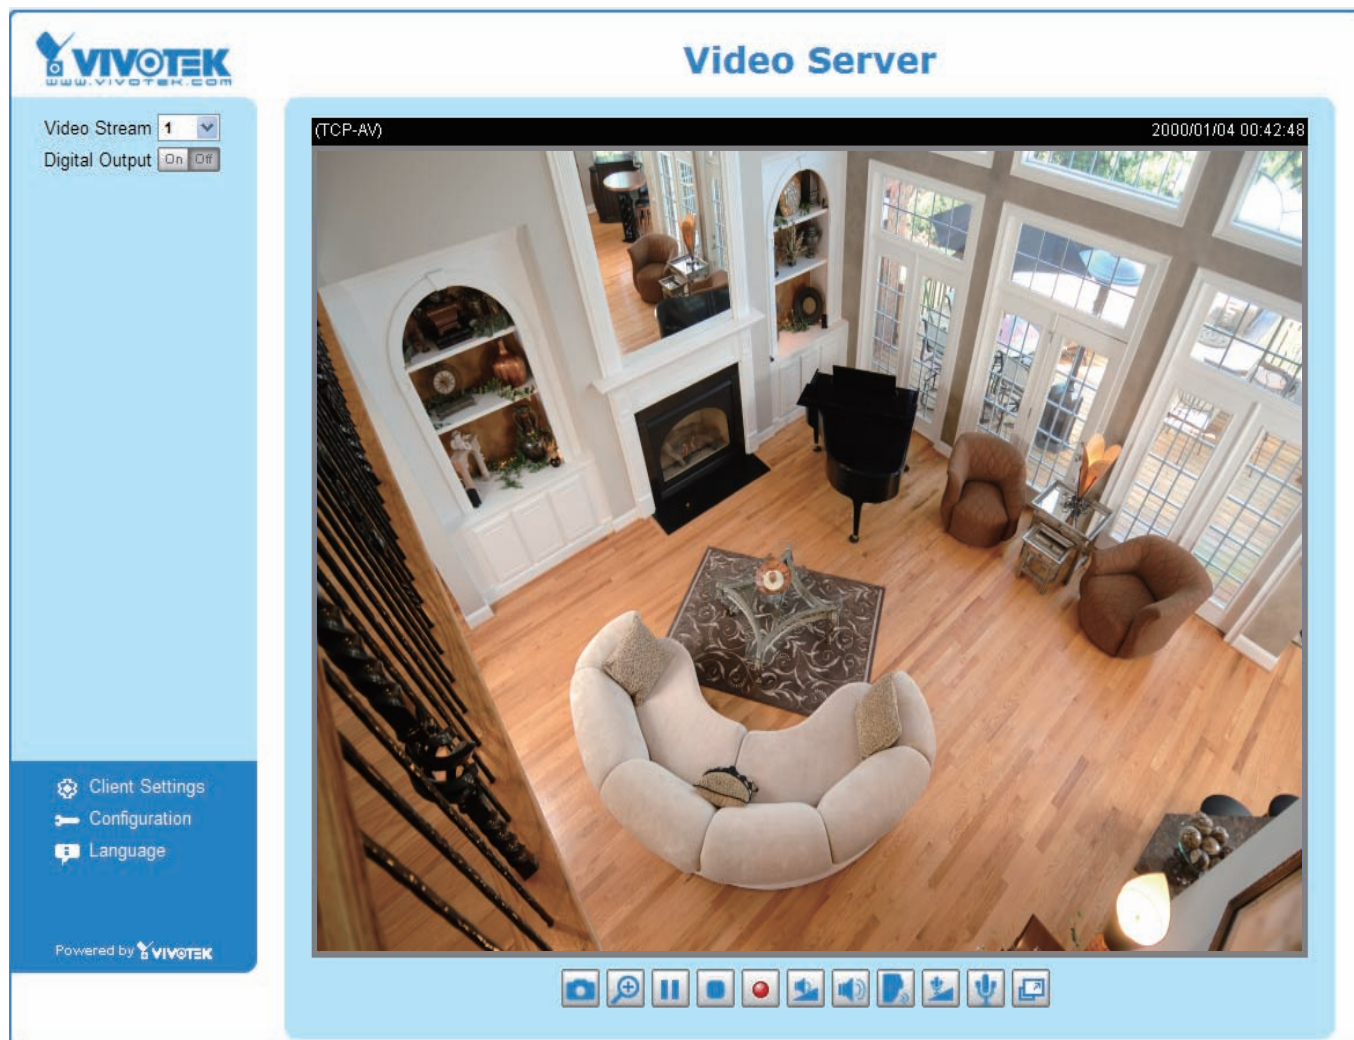 VIVOTEK
www.vivotek.com
Video Server
Video Stream 1
Digital Output On Off
(TCP-AV) 2000/01/04 00:42:48
Client Settings
Configuration
Language
Powered by VIVOTEK